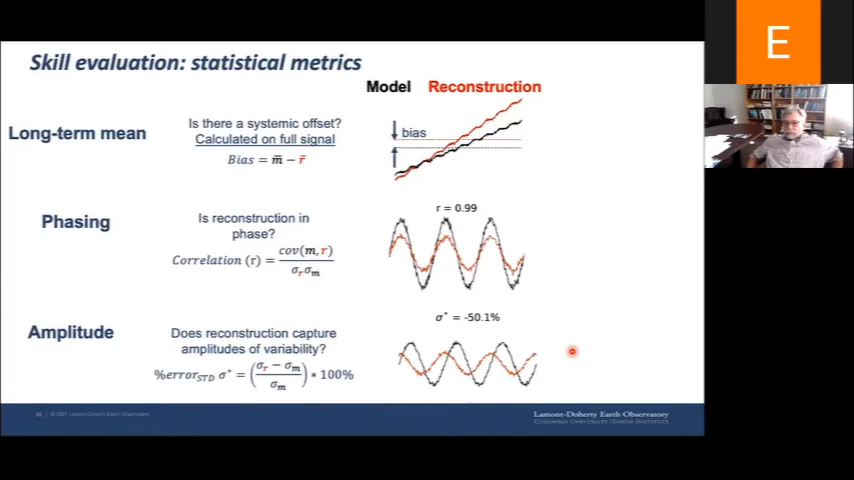 Skill evaluation: statistical metrics
Model Reconstruction
Long-term mean
Is there a systemic offset?
Calculated on full signal
Bias = m̅ − r̅
bias
Phasing
Is reconstruction in
phase?
Correlation (r) = cov(m, r) / σrσm
r = 0.99
Amplitude
Does reconstruction capture
amplitudes of variability?
%errorSTD σ* = (σr − σm / σm) * 100%
σ* = -50.1%
Lamont-Doherty Earth Observatory
Columbia University | Earth Institute
E